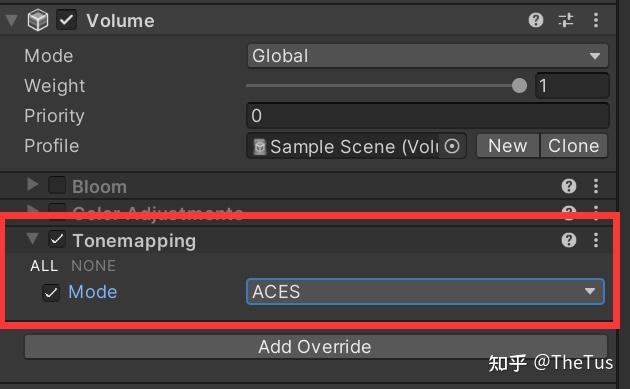 Volume
Mode Global
Weight 1
Priority 0
Profile Sample Scene (Volu New Clone
Bloom
Color Adjustments
Tonemapping
ALL NONE
Mode ACES
Add Override
知乎 @TheTus